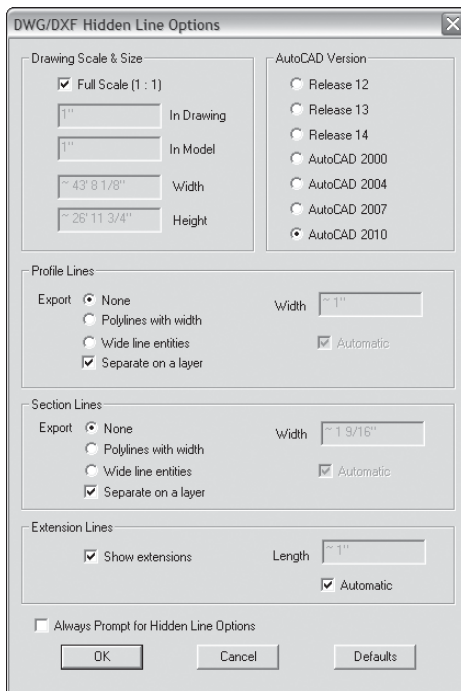 DWG/DXF Hidden Line Options
Drawing Scale & Size
Full Scale (1 : 1)
1" In Drawing
1" In Model
~ 43' 8 1/8" Width
~ 26' 11 3/4" Height
AutoCAD Version
Release 12
Release 13
Release 14
AutoCAD 2000
AutoCAD 2004
AutoCAD 2007
AutoCAD 2010
Profile Lines
Export None
Polylines with width
Wide line entities
Separate on a layer
Width ~ 1"
Automatic
Section Lines
Export None
Polylines with width
Wide line entities
Separate on a layer
Width ~ 1 9/16"
Automatic
Extension Lines
Show extensions
Length ~ 1"
Automatic
Always Prompt for Hidden Line Options
OK Cancel Defaults